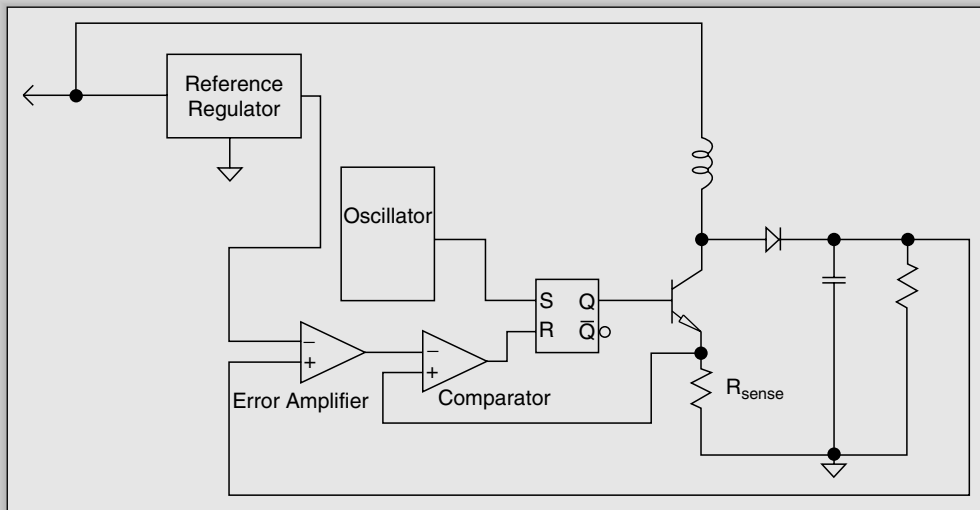 Reference
Regulator
Oscillator
S Q
R Q̅
−
+
−
+
Error Amplifier
Comparator
Rsense